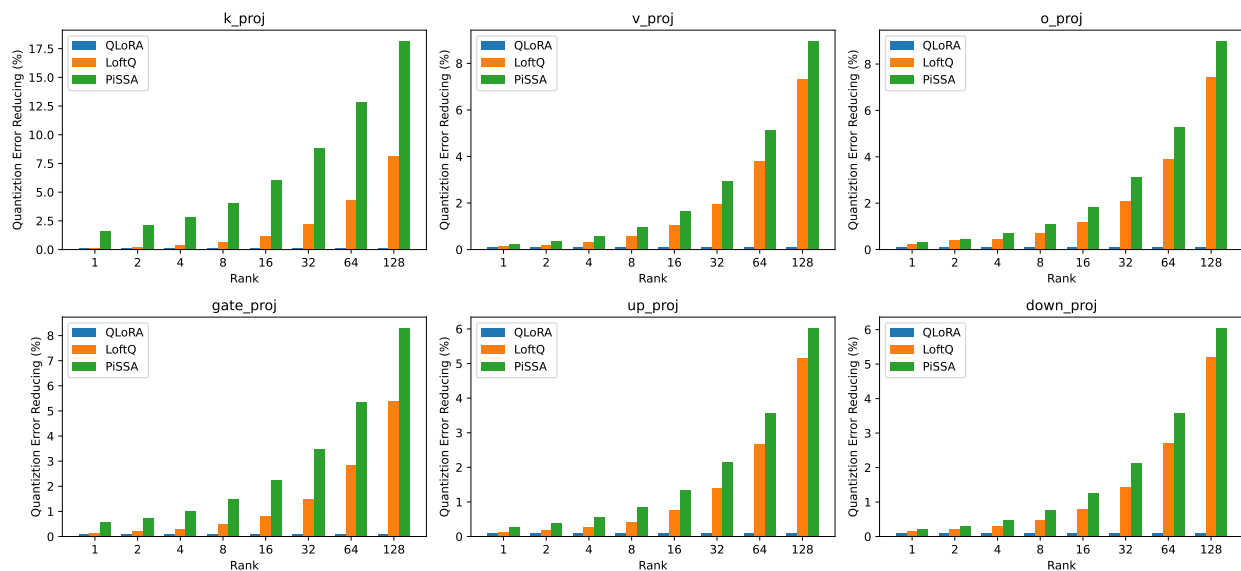 k_proj
Quantiztion Error Reducing (%)
17.5
15.0
12.5
10.0
7.5
5.0
2.5
0.0
QLoRA
LoftQ
PiSSA
1 2 4 8 16 32 64 128
Rank
v_proj
Quantiztion Error Reducing (%)
8
6
4
2
0
QLoRA
LoftQ
PiSSA
1 2 4 8 16 32 64 128
Rank
o_proj
Quantiztion Error Reducing (%)
8
6
4
2
0
QLoRA
LoftQ
PiSSA
1 2 4 8 16 32 64 128
Rank
gate_proj
Quantiztion Error Reducing (%)
8
7
6
5
4
3
2
1
0
QLoRA
LoftQ
PiSSA
1 2 4 8 16 32 64 128
Rank
up_proj
Quantiztion Error Reducing (%)
6
5
4
3
2
1
0
QLoRA
LoftQ
PiSSA
1 2 4 8 16 32 64 128
Rank
down_proj
Quantiztion Error Reducing (%)
6
5
4
3
2
1
0
QLoRA
LoftQ
PiSSA
1 2 4 8 16 32 64 128
Rank